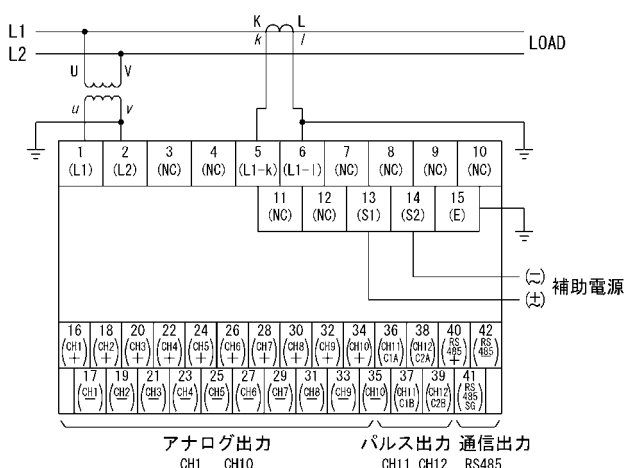 K L
L1 k l
L2 LOAD
U V
u v
1 2 3 4 5 6 7 8 9 10
(L1) (L2) (NC) (NC) (L1-k) (L1-l) (NC) (NC) (NC) (NC)
11 12 13 14 15
(NC) (NC) (S1) (S2) (E)
(−)
補助電源
(+)
16 18 20 22 24 26 28 30 32 34 36 38 40 42
(CH1 +) (CH2 +) (CH3 +) (CH4 +) (CH5 +) (CH6 +) (CH7 +) (CH8 +) (CH9 +) (CH10 +) (CH11 C1A) (CH12 C2A) (RS 485 +) (RS 485 −)
17 19 21 23 25 27 29 31 33 35 37 39 41
(CH1 −) (CH2 −) (CH3 −) (CH4 −) (CH5 −) (CH6 −) (CH7 −) (CH8 −) (CH9 −) (CH10 −) (CH11 C1B) (CH12 C2B) (RS 485 SG)
アナログ出力 パルス出力 通信出力
CH1 CH10 CH11 CH12 RS485